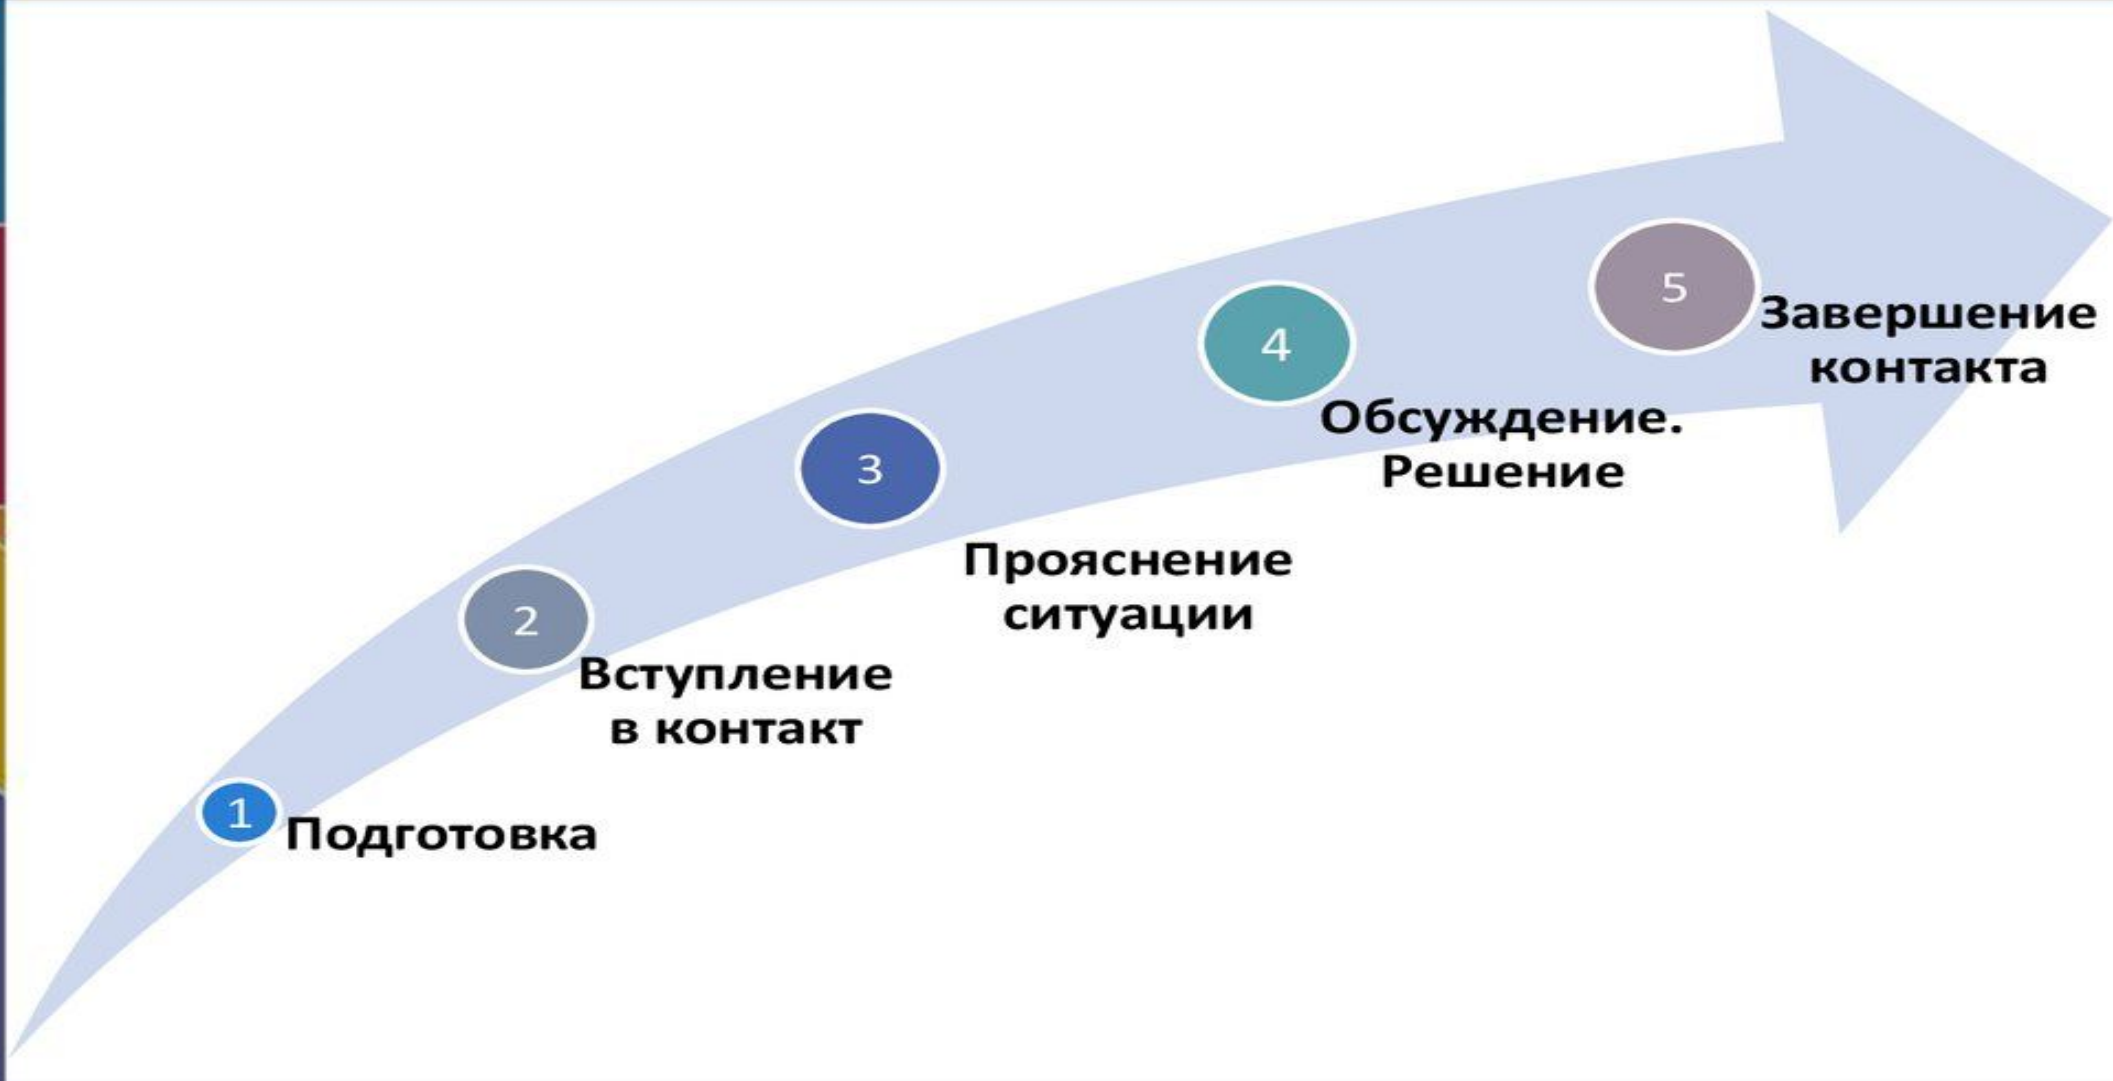 1
Подготовка
2
Вступление
в контакт
3
Прояснение
ситуации
4
Обсуждение.
Решение
5
Завершение
контакта